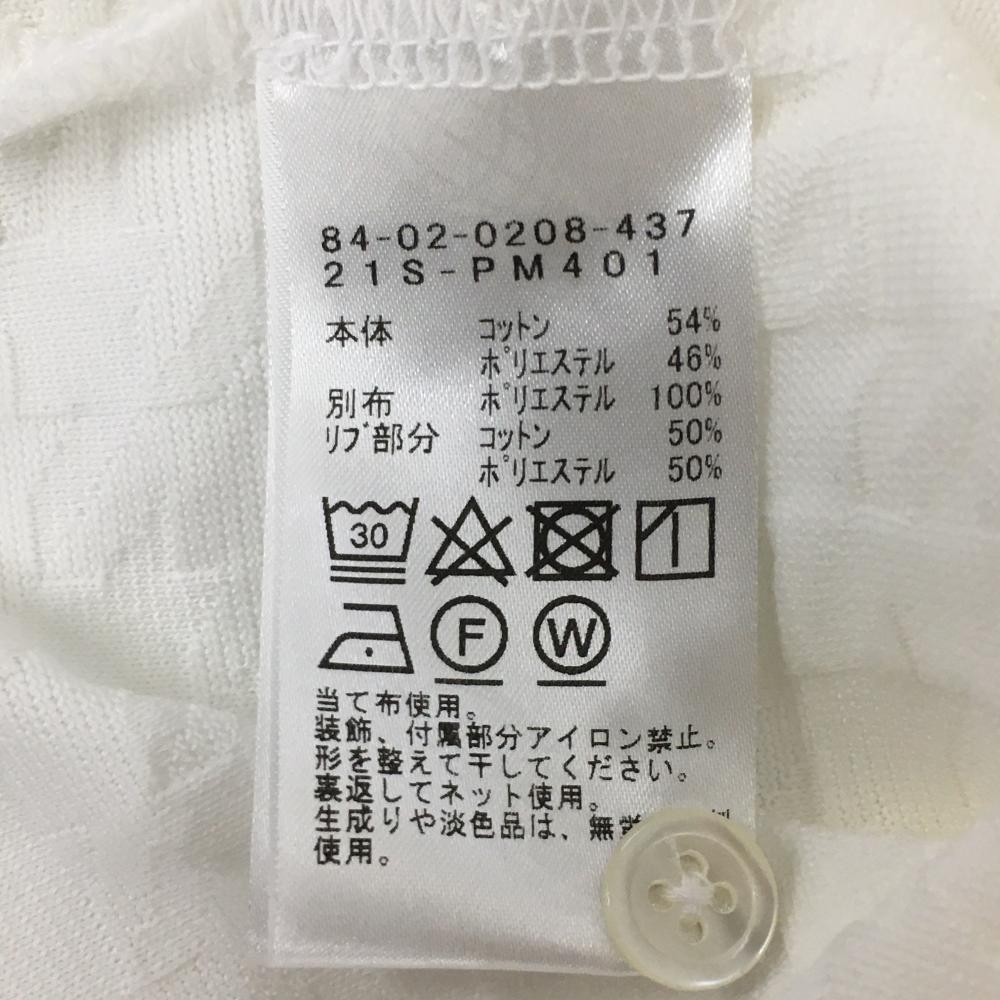 84-02-0208-437
21S-PM401
本体 コットン 54%
ポリエステル 46%
別布 ポリエステル 100%
リブ部分 コットン 50%
ポリエステル 50%
30
F W
当て布使用。
装飾、付属部分アイロン禁止。
形を整えて干してください。
裏返してネット使用。
生成りや淡色品は、無
使用。